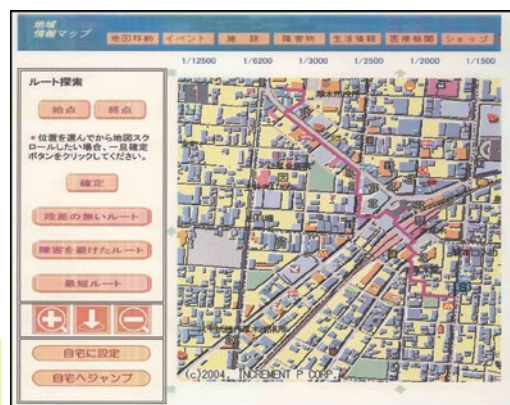 地域
情報マップ
地図移動 イベント 施設 障害物 生活情報 医療機関 ショップ
1/12500 1/6200 1/3000 1/2500 1/2000 1/1500
ルート探索
始点 終点
*位置を選んでから地図スク
ロールしたい場合、一旦確定
ボタンをクリックしてください。
確定
段差の無いルート
障害を避けたルート
最短ルート
自宅に設定
自宅へジャンプ
(c)2004, INCREMENT P CORP.